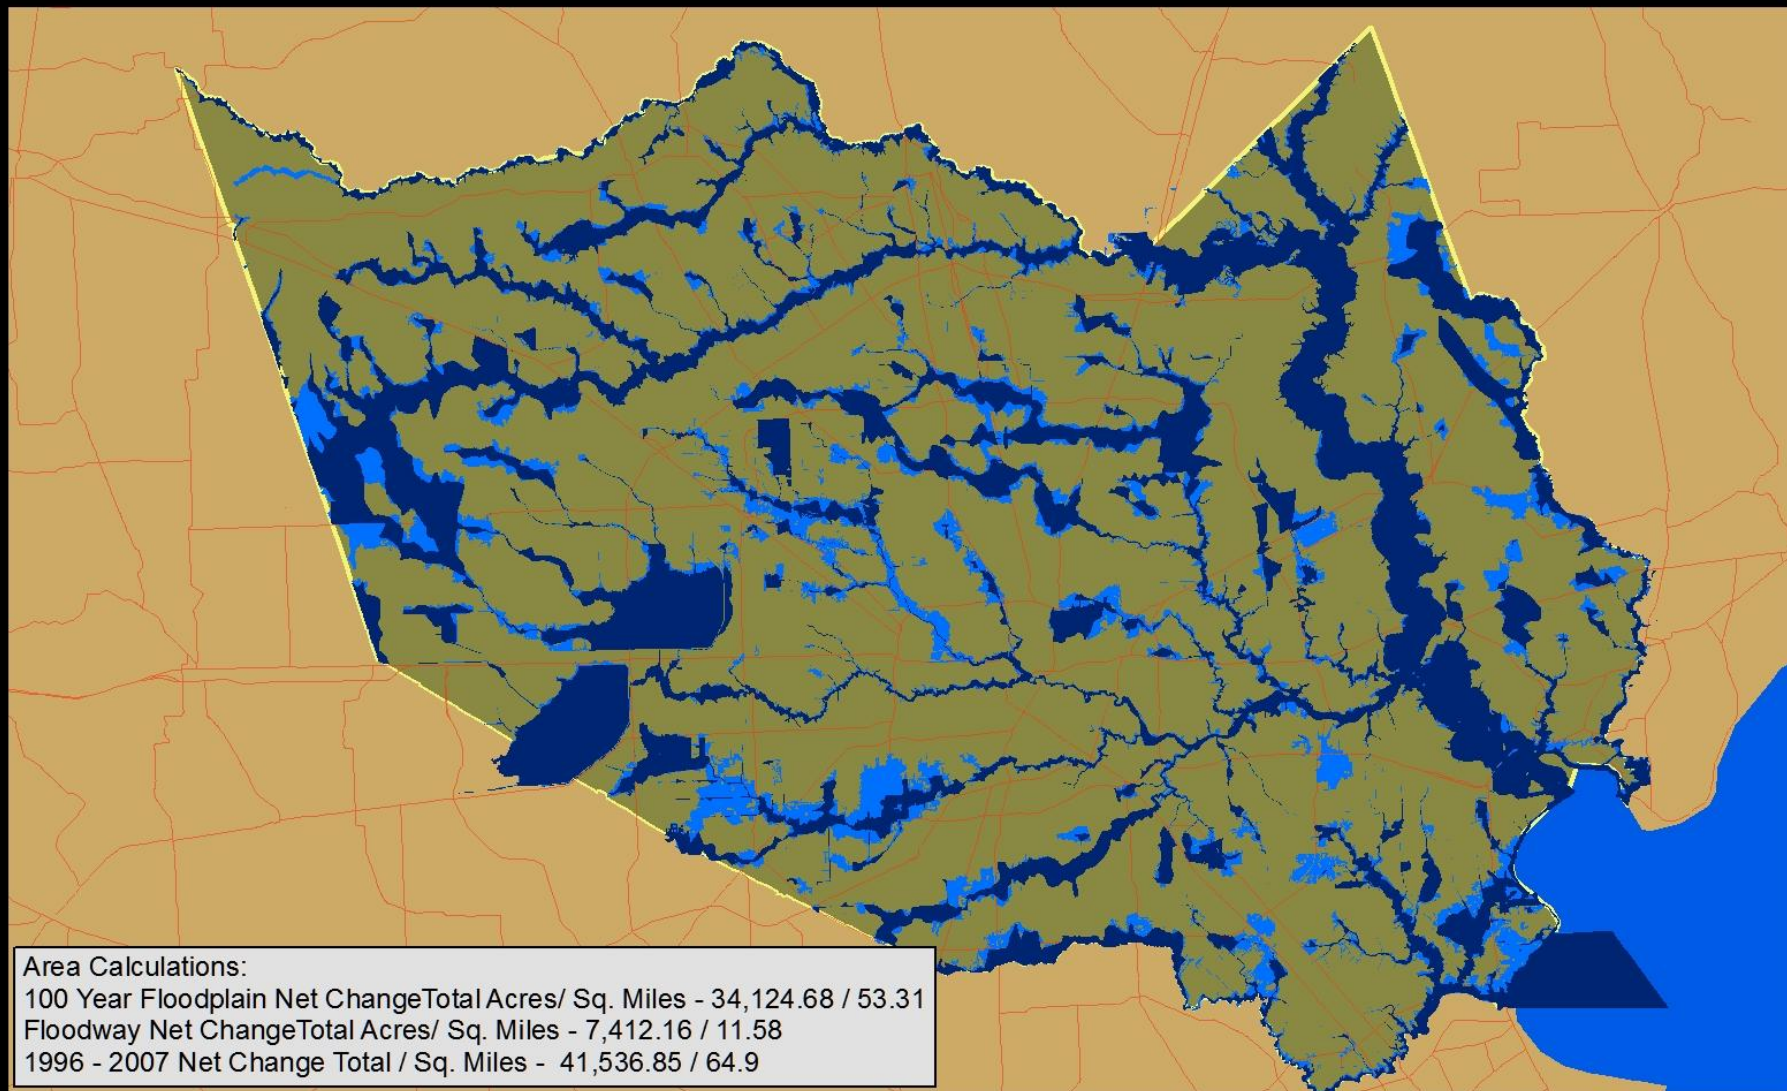 Area Calculations:
100 Year Floodplain Net ChangeTotal Acres/ Sq. Miles - 34,124.68 / 53.31
Floodway Net ChangeTotal Acres/ Sq. Miles - 7,412.16 / 11.58
1996 - 2007 Net Change Total / Sq. Miles - 41,536.85 / 64.9